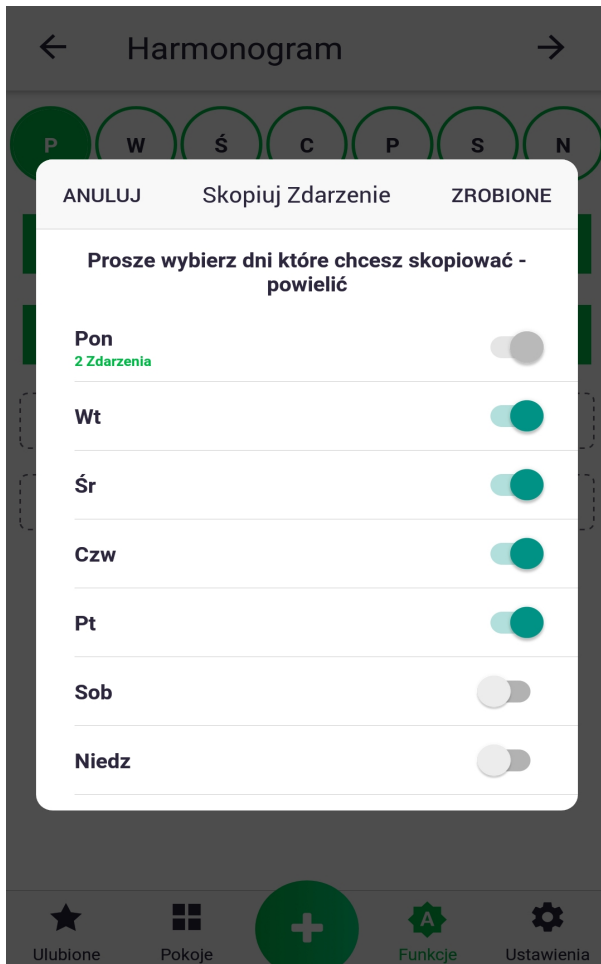 Harmonogram
P W Ś C P S N
ANULUJ Skopiuj Zdarzenie ZROBIONE
Prosze wybierz dni które chcesz skopiować -
powielić
Pon
2 Zdarzenia
Wt
Śr
Czw
Pt
Sob
Niedz
A
Ulubione Pokoje Funkcje Ustawienia